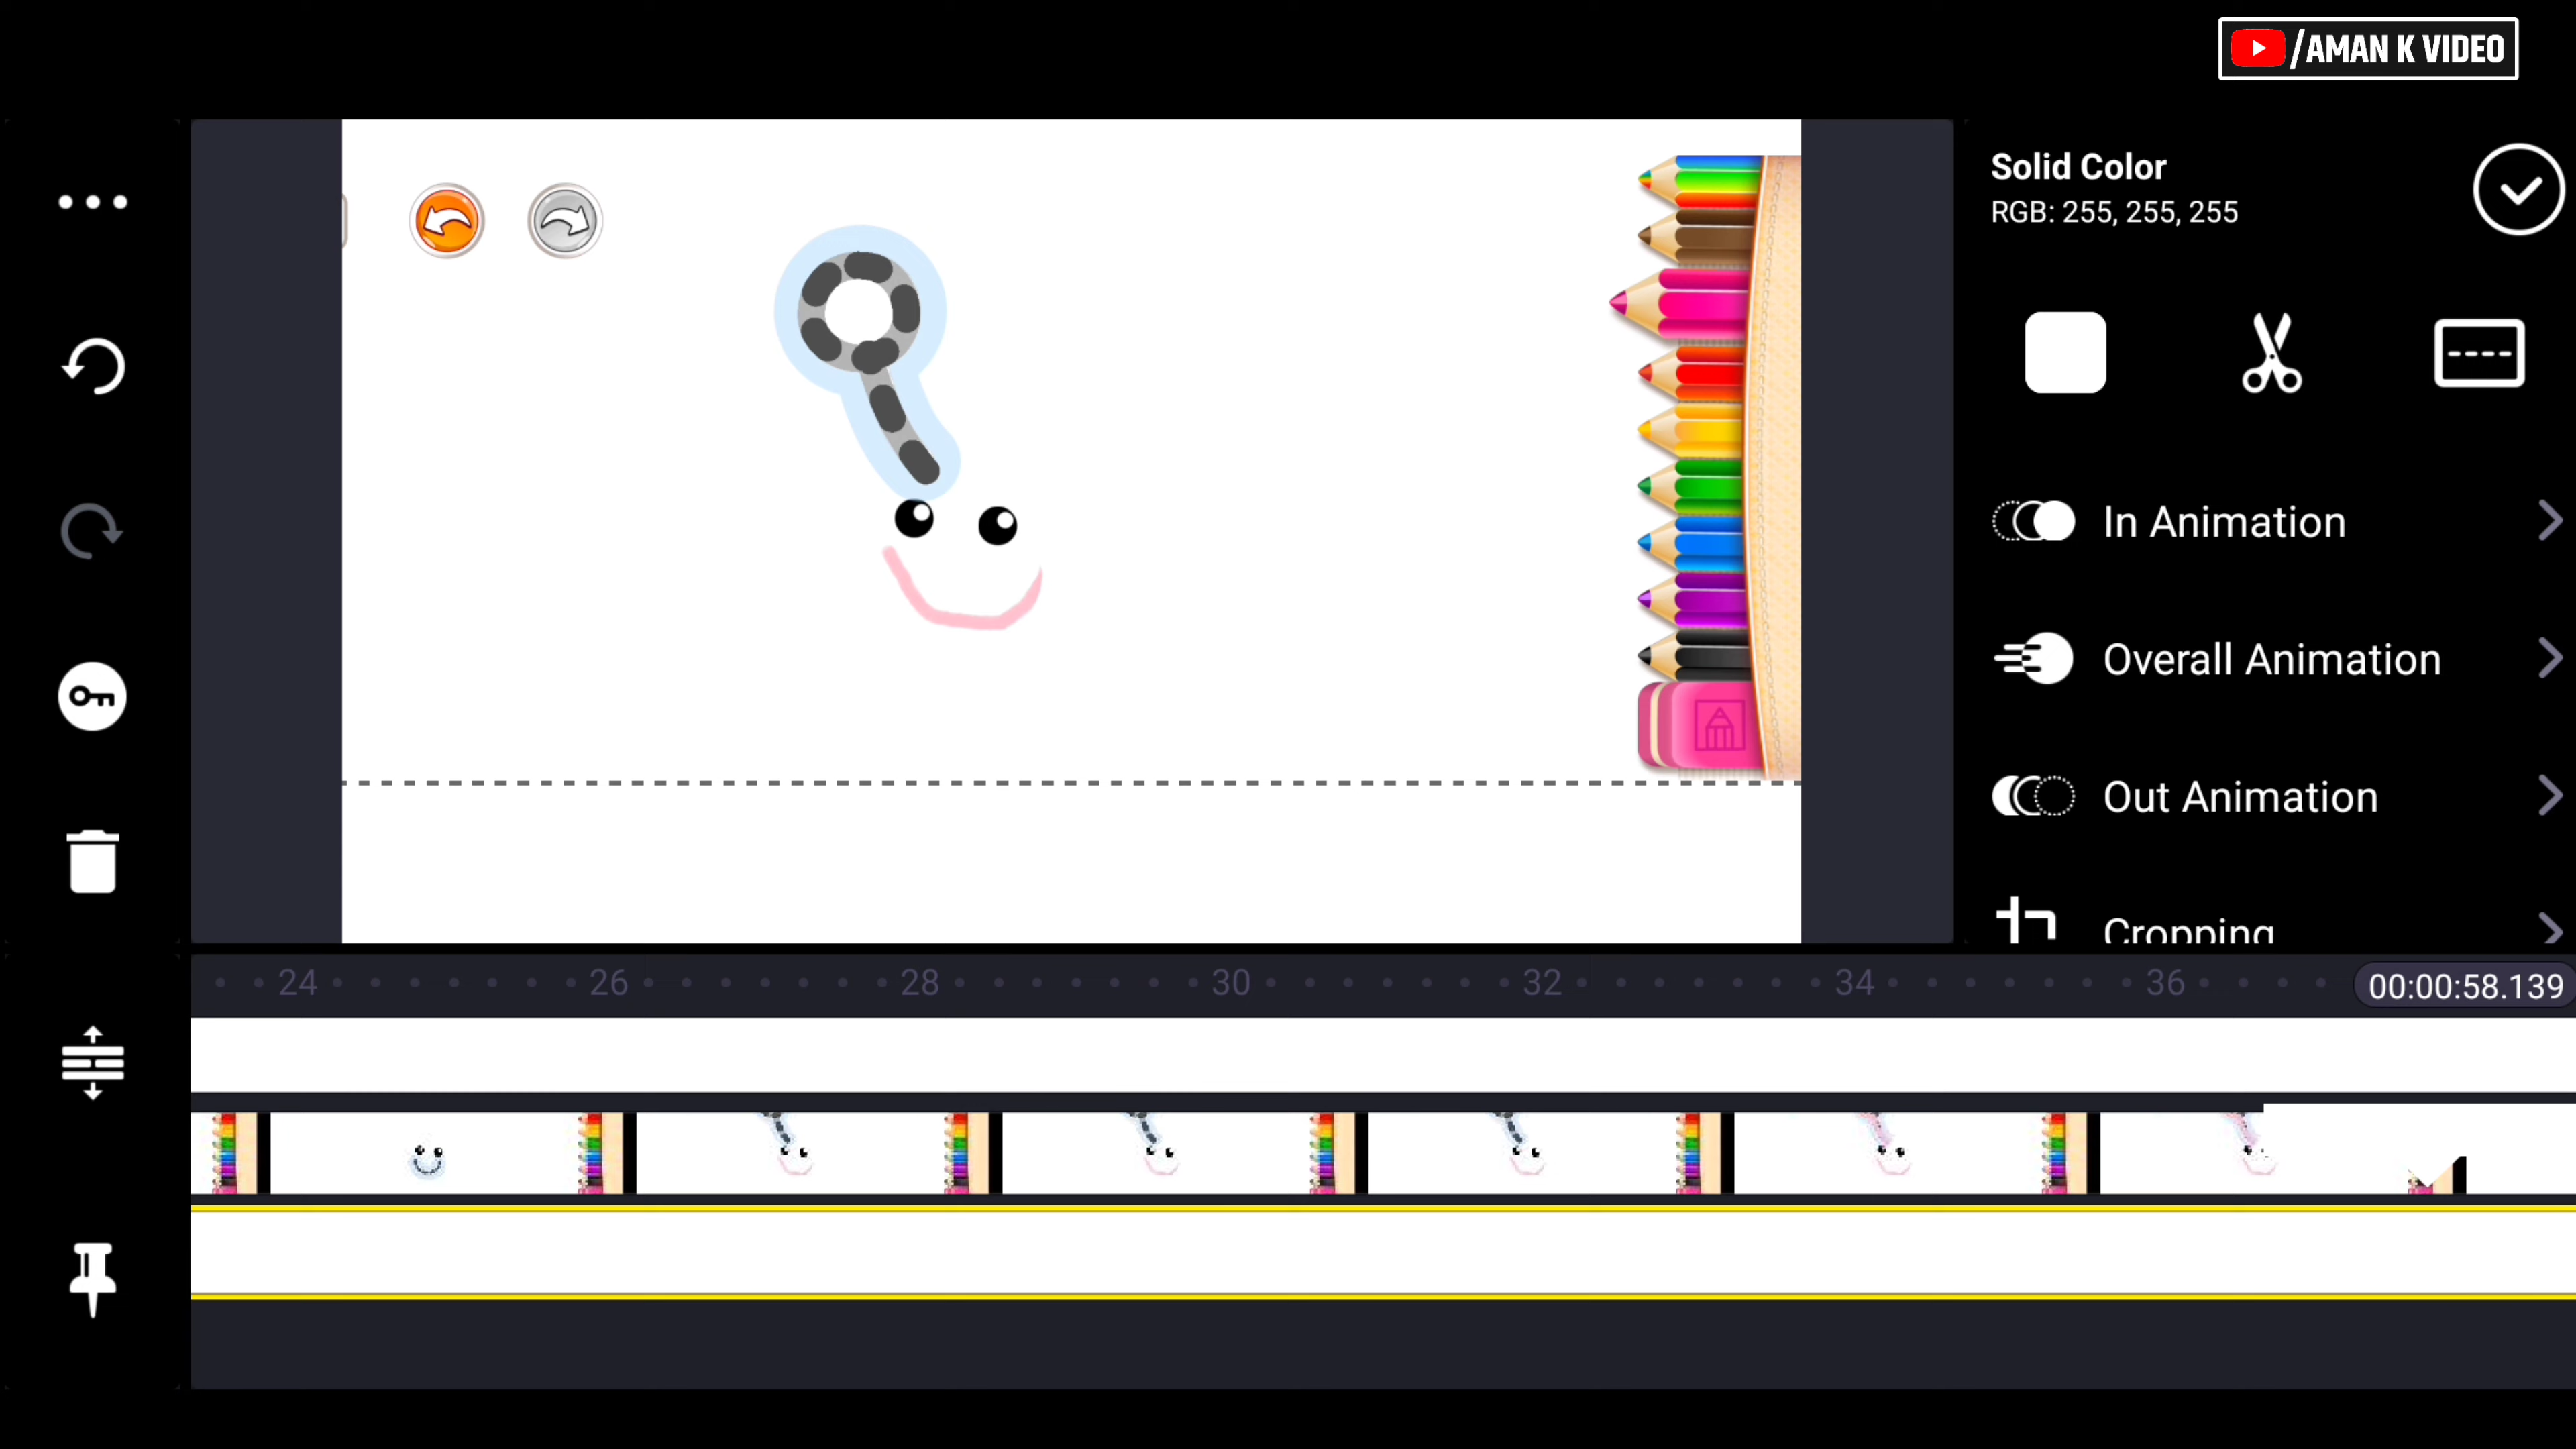 /AMAN K VIDEO
Solid Color
RGB: 255, 255, 255
In Animation
Overall Animation
Out Animation
Cropping
24 26 28 30 32 34 36 00:00:58.139